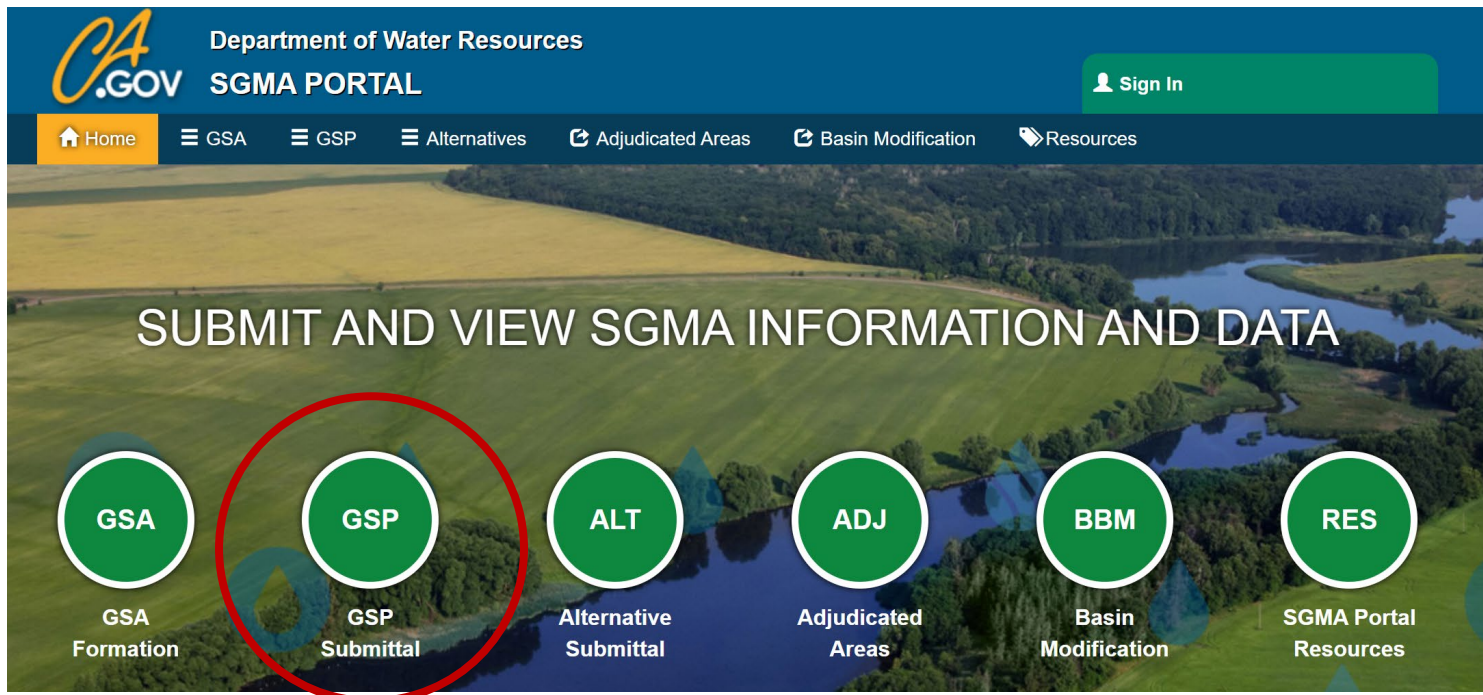 CA
.GOV
Department of Water Resources
SGMA PORTAL
Sign In
Home
GSA
GSP
Alternatives
Adjudicated Areas
Basin Modification
Resources
SUBMIT AND VIEW SGMA INFORMATION AND DATA
GSA
GSP
ALT
ADJ
BBM
RES
GSA
Formation
GSP
Submittal
Alternative
Submittal
Adjudicated
Areas
Basin
Modification
SGMA Portal
Resources